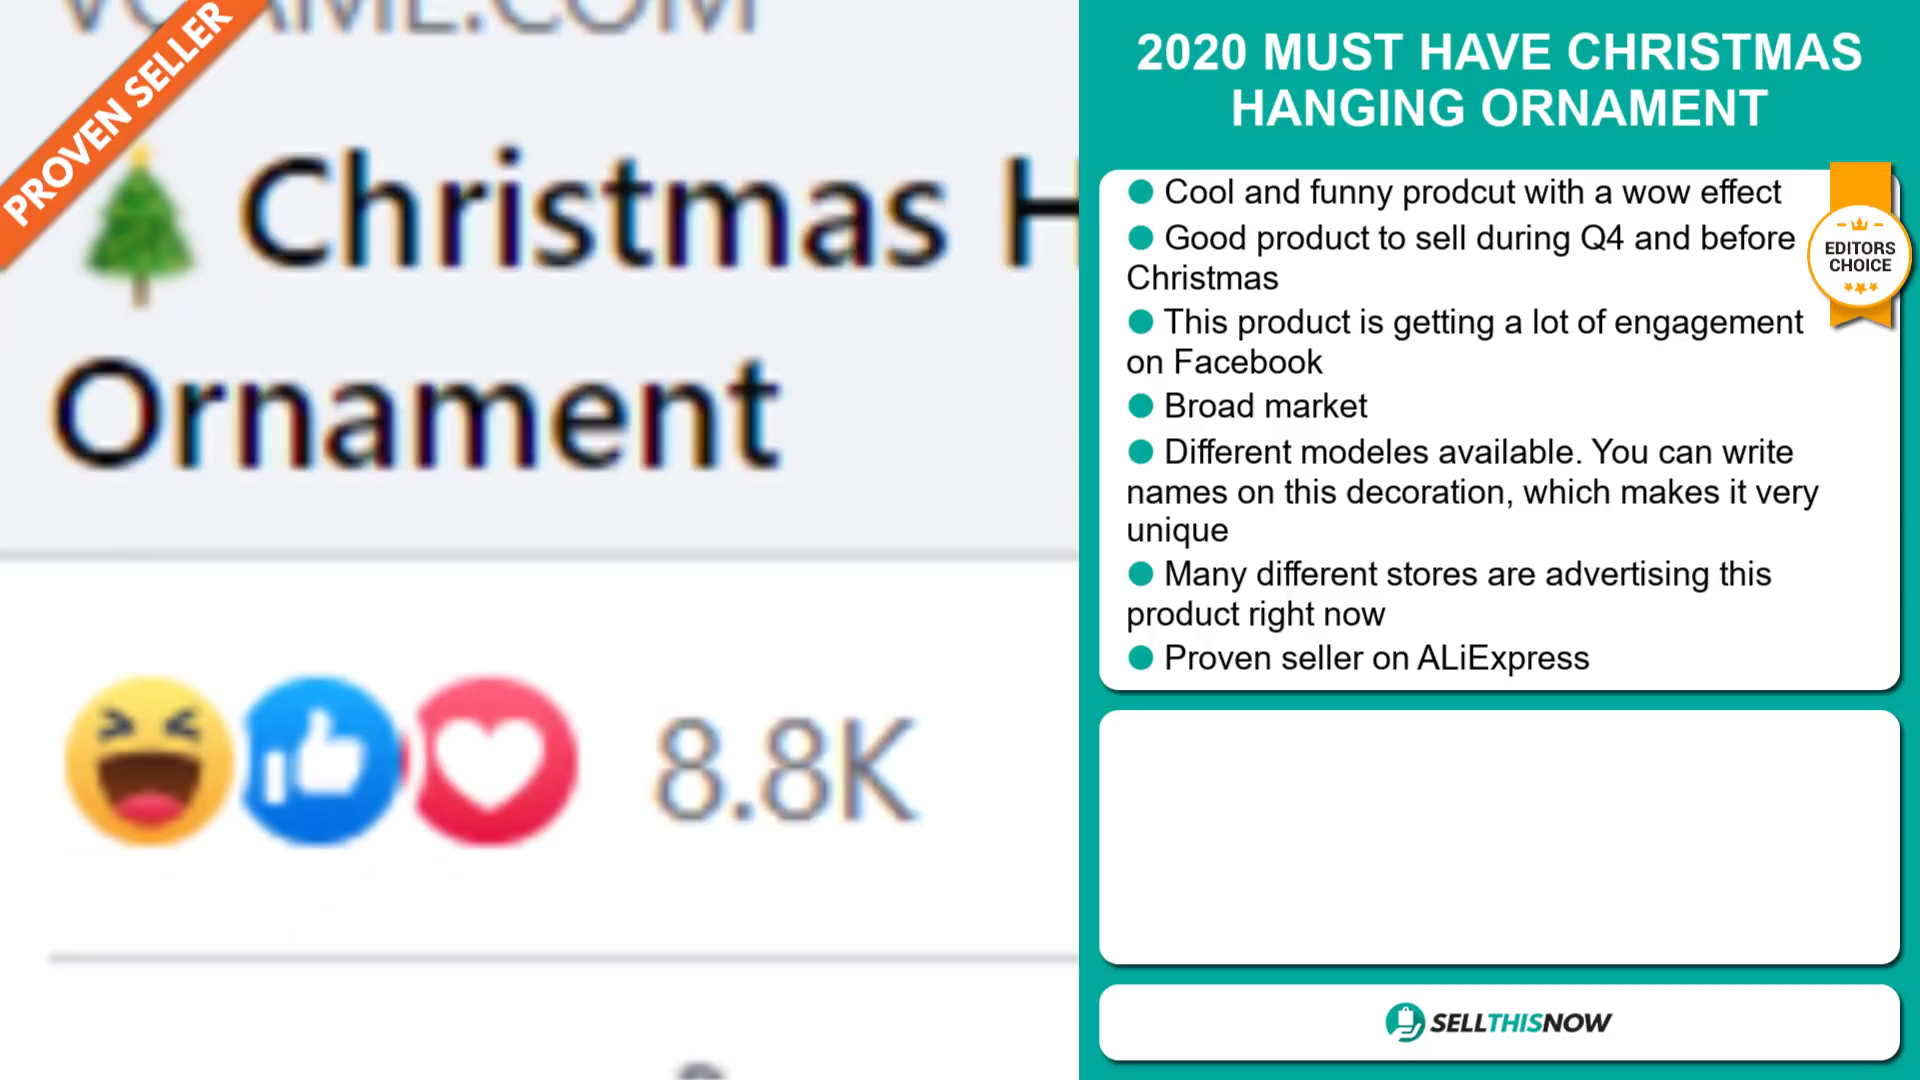 PROVEN SELLER
🎄 Christmas
Ornament
8.8K
2020 MUST HAVE CHRISTMAS
HANGING ORNAMENT
● Cool and funny prodcut with a wow effect
● Good product to sell during Q4 and before
Christmas
● This product is getting a lot of engagement
on Facebook
● Broad market
● Different modeles available. You can write
names on this decoration, which makes it very
unique
● Many different stores are advertising this
product right now
● Proven seller on ALiExpress
EDITORS
CHOICE
SELLTHISNOW